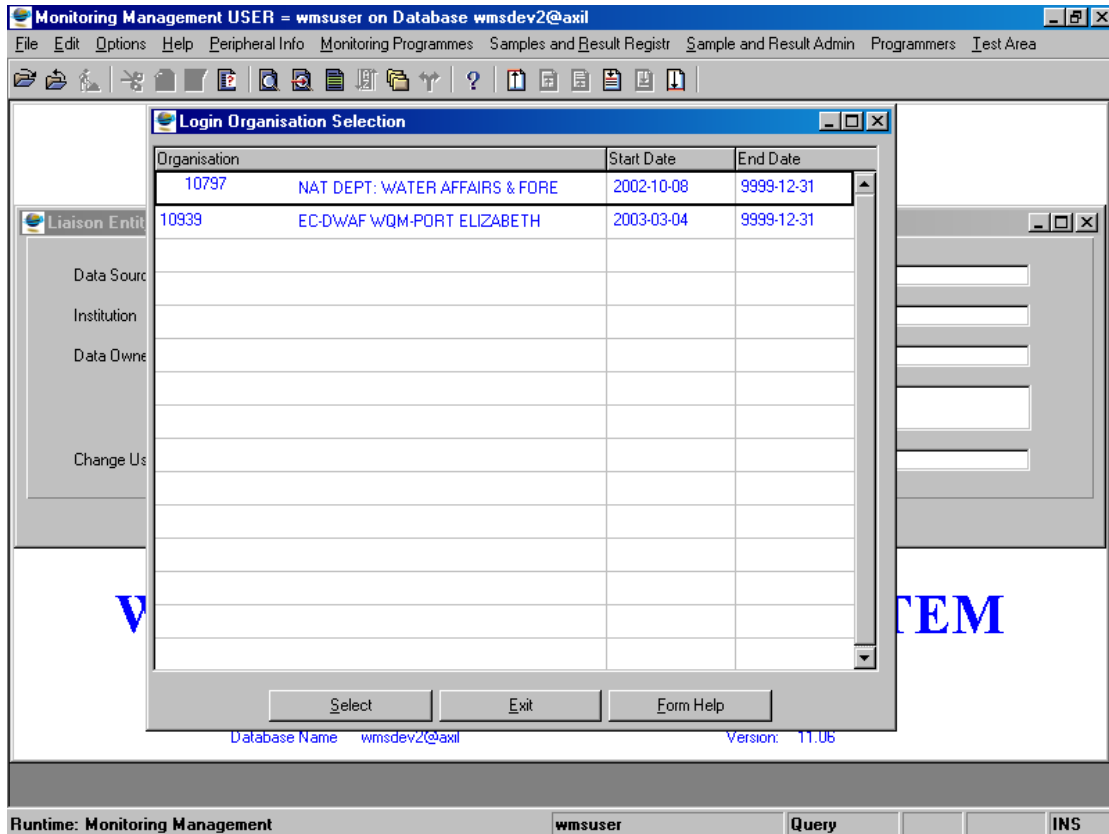 Monitoring Management USER = wmsuser on Database wmsdev2@axil
File Edit Options Help Peripheral Info Monitoring Programmes Samples and Result Registr Sample and Result Admin Programmers Test Area
Login Organisation Selection
Organisation Start Date End Date
10797 NAT DEPT: WATER AFFAIRS & FORE 2002-10-08 9999-12-31
10939 EC-DWAF WQM-PORT ELIZABETH 2003-03-04 9999-12-31
Liaison Entit
Data Sourc
Institution
Data Owne
Change Us
W TEM
Select Exit Form Help
Database Name wmsdev2@axil Version: 11.06
Runtime: Monitoring Management wmsuser Query INS